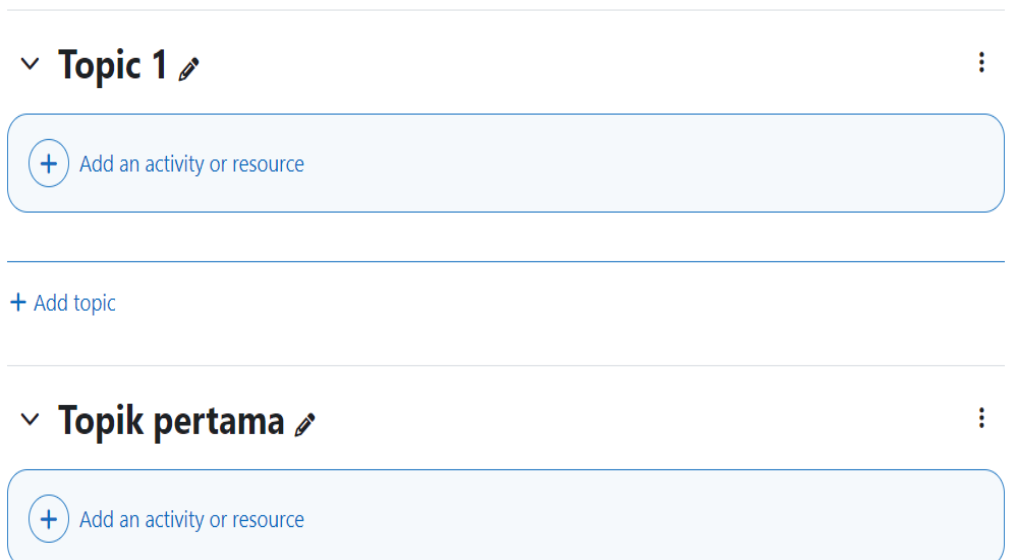 Topic 1
Add an activity or resource
+ Add topic
Topik pertama
Add an activity or resource